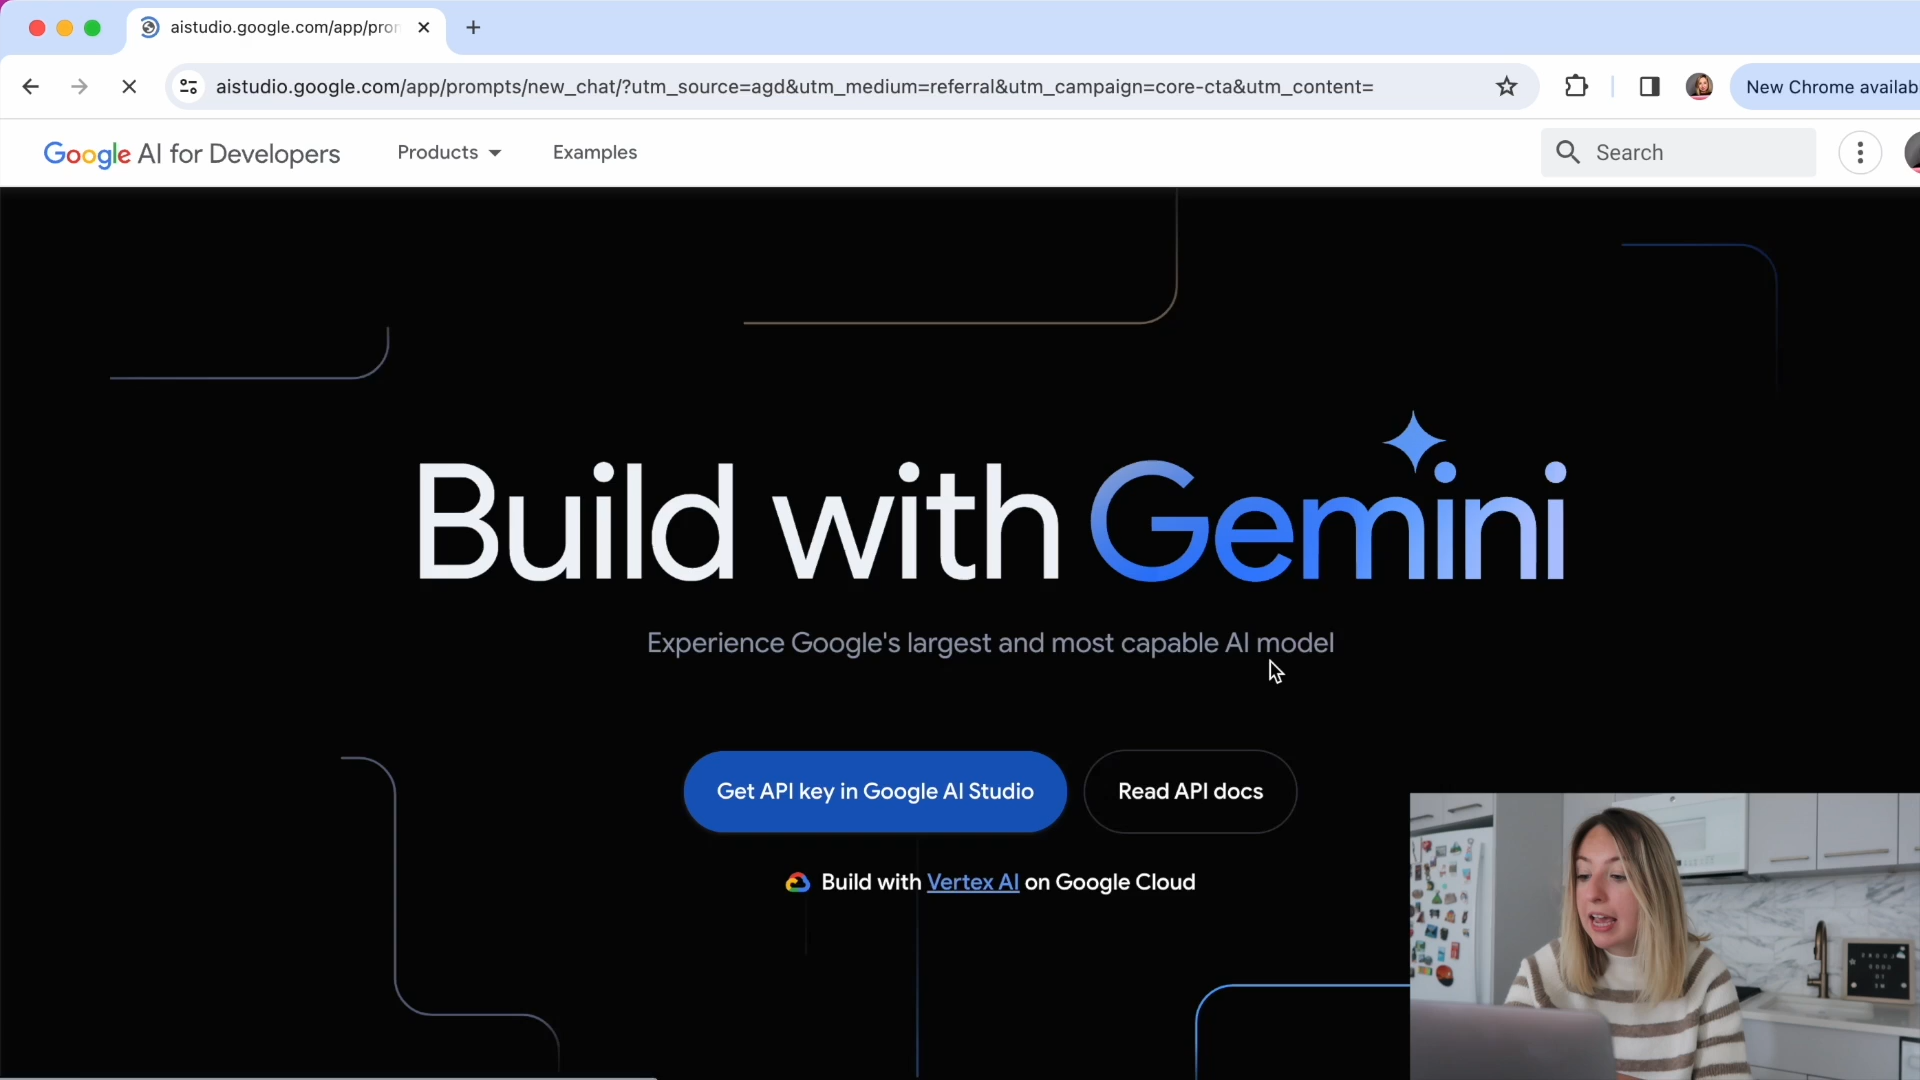 aistudio.google.com/app/pron
aistudio.google.com/app/prompts/new_chat/?utm_source=agd&utm_medium=referral&utm_campaign=core-cta&utm_content=
New Chrome availab
Google AI for Developers
Products
Examples
Search
Build with Gemini
Experience Google's largest and most capable AI model
Get API key in Google AI Studio
Read API docs
Build with Vertex AI on Google Cloud